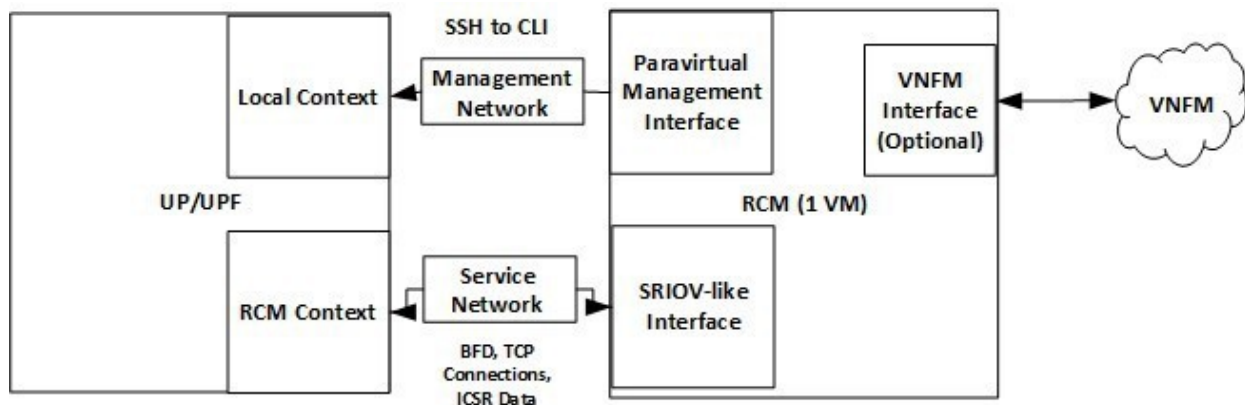 SSH to CLI
Local Context
Management
Network
Paravirtual
Management
Interface
VNFM
Interface
(Optional)
VNFM
UP/UPF
RCM (1 VM)
RCM Context
Service
Network
SRIOV-like
Interface
BFD, TCP
Connections,
ICSR Data